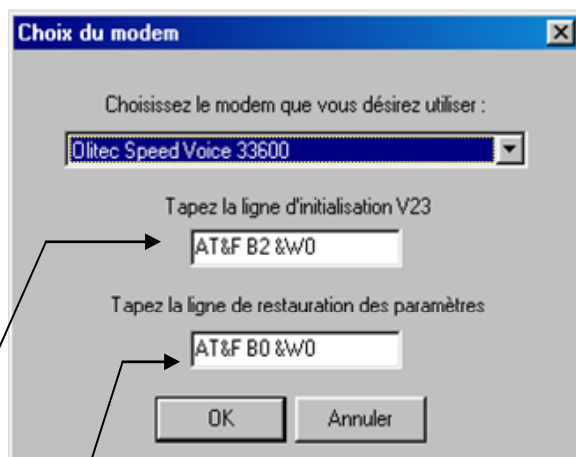 Choix du modem
Choisissez le modem que vous désirez utiliser :
Olitec Speed Voice 33600
Tapez la ligne d'initialisation V23
AT&F B2 &W0
Tapez la ligne de restauration des paramètres
AT&F B0 &W0
OK
Annuler